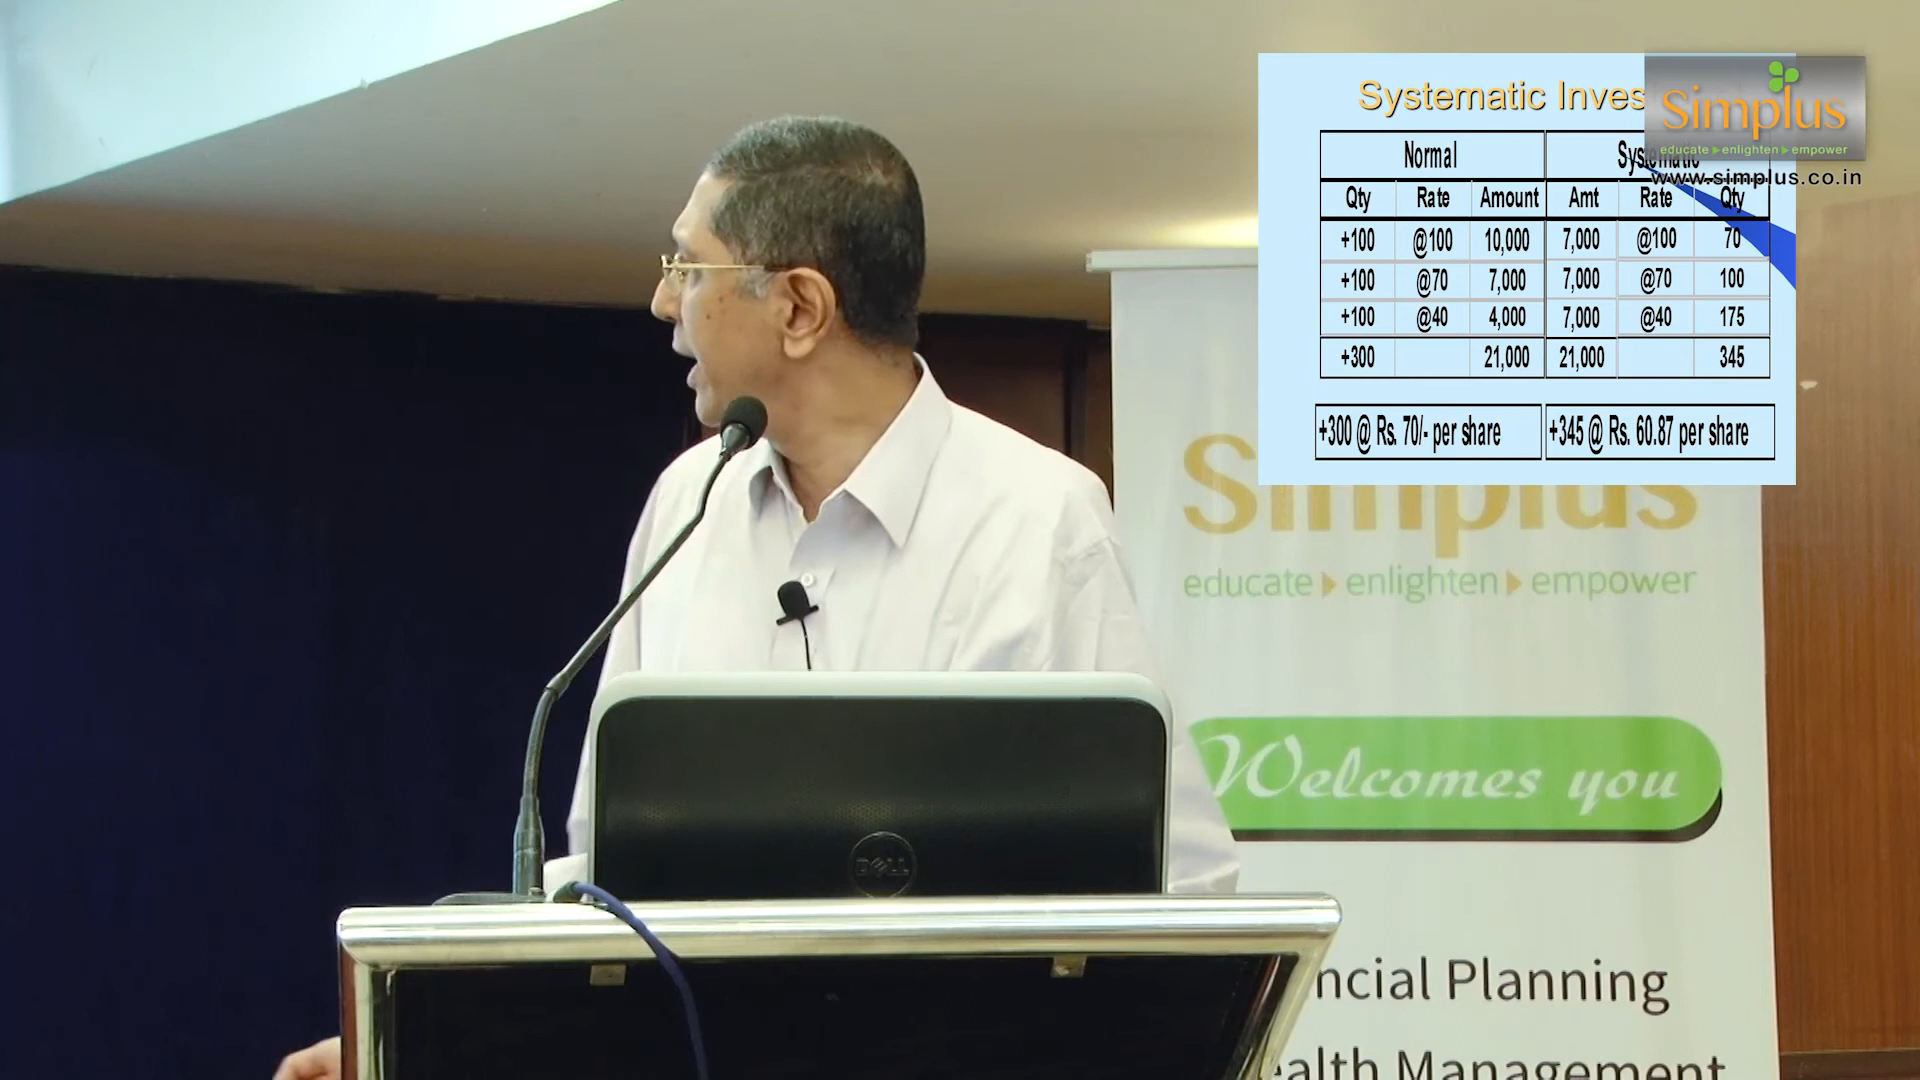 Systematic Inves
Simplus
educate enlighten empower
www.simplus.co.in
Normal Systematic
Qty Rate Amount Amt Rate Qty
+100 @100 10,000 7,000 @100 70
+100 @70 7,000 7,000 @70 100
+100 @40 4,000 7,000 @40 175
+300 21,000 21,000 345
+300 @ Rs. 70/- per share +345 @ Rs. 60.87 per share
Simplus
educate enlighten empower
Welcomes you
ncial Planning
alth Management
DELL